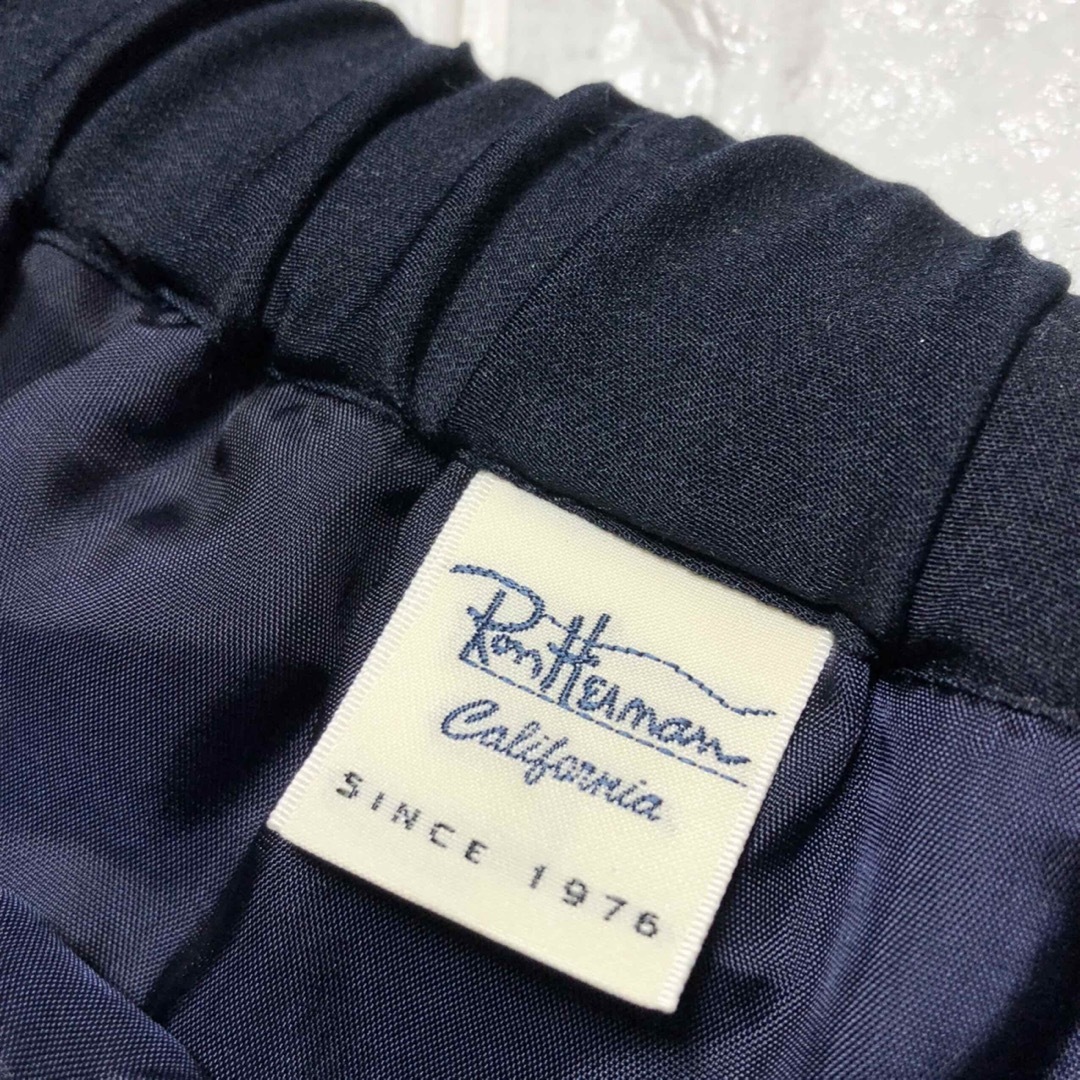 Ron Herman
California
SINCE 1976